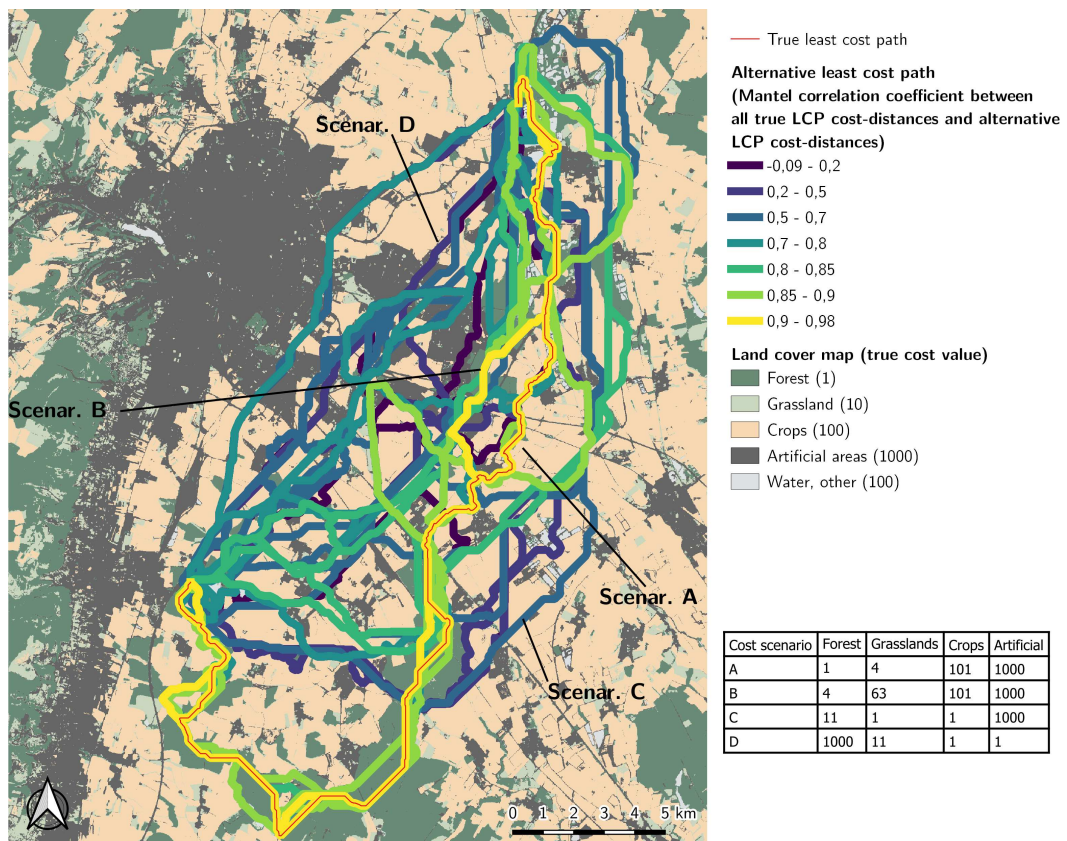 Scenar. D
Scenar. B
Scenar. A
Scenar. C
0 1 2 3 4 5 km
True least cost path
Alternative least cost path
(Mantel correlation coefficient between
all true LCP cost-distances and alternative
LCP cost-distances)
-0,09 - 0,2
0,2 - 0,5
0,5 - 0,7
0,7 - 0,8
0,8 - 0,85
0,85 - 0,9
0,9 - 0,98
Land cover map (true cost value)
Forest (1)
Grassland (10)
Crops (100)
Artificial areas (1000)
Water, other (100)
Cost scenario Forest Grasslands Crops Artificial
A 1 4 101 1000
B 4 63 101 1000
C 11 1 1 1000
D 1000 11 1 1